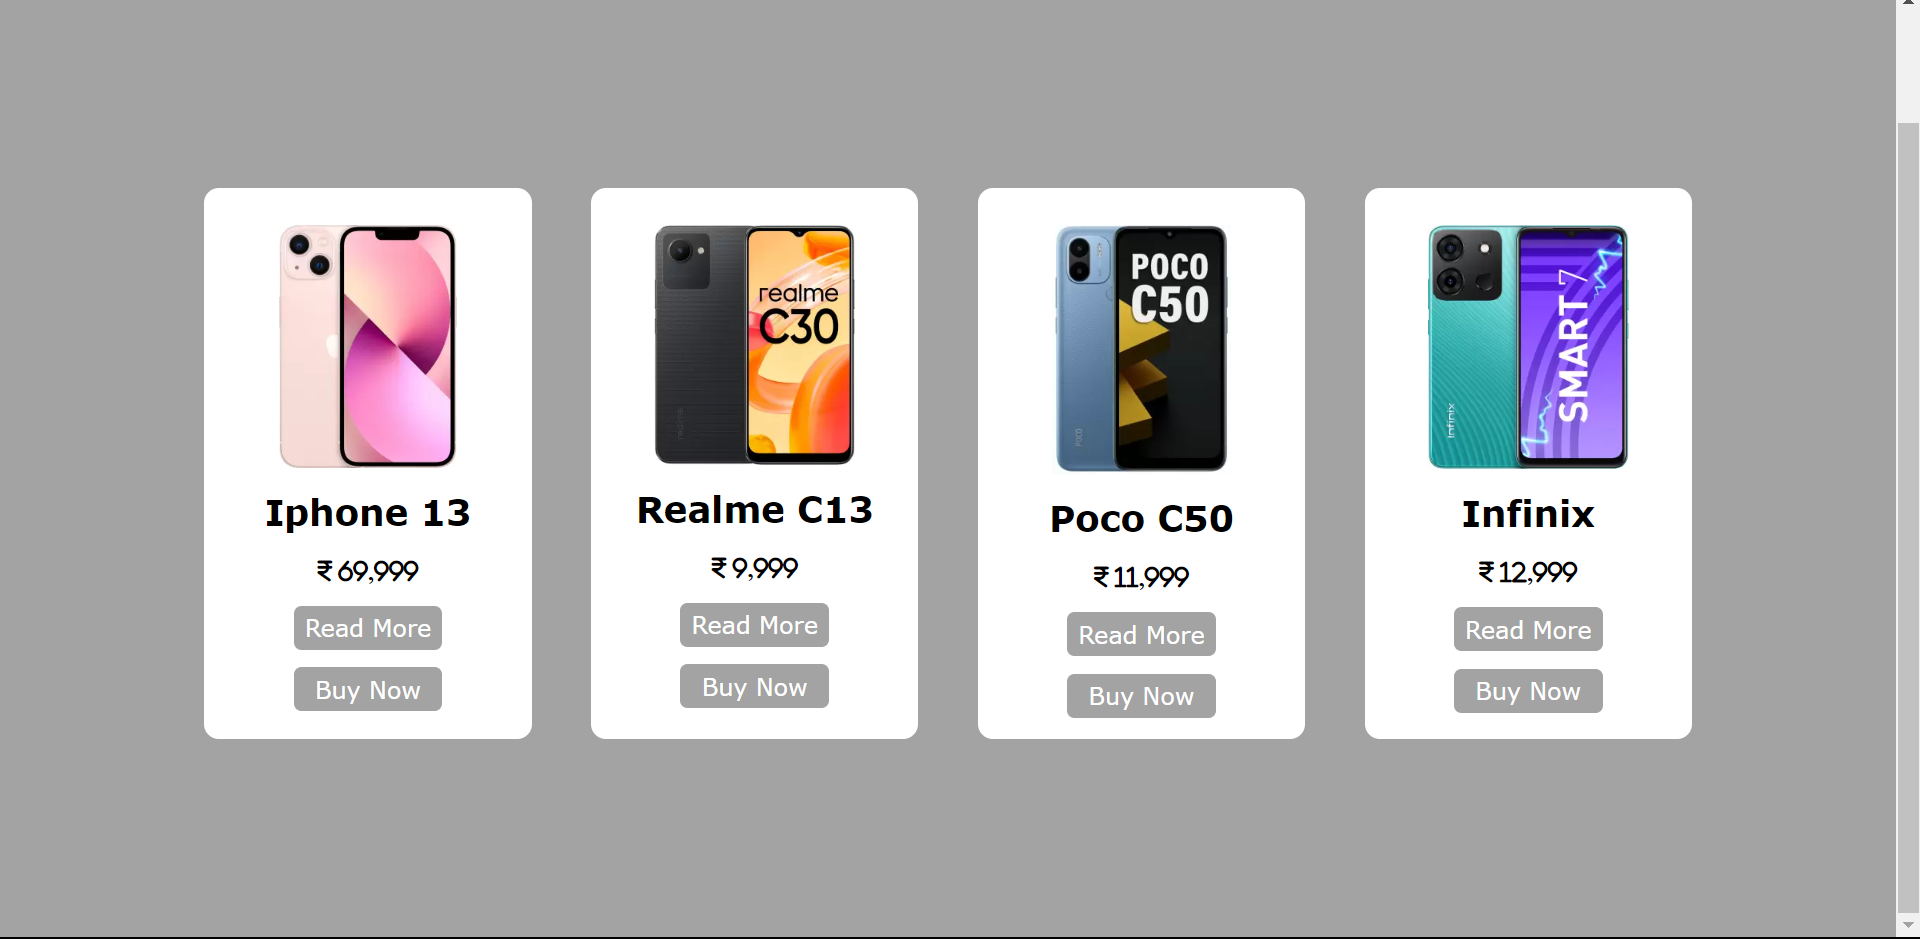 realme
C30
POCO
C50
POCO
SMART 7
Infinix
Iphone 13
₹ 69,999
Read More
Buy Now
Realme C13
₹ 9,999
Read More
Buy Now
Poco C50
₹ 11,999
Read More
Buy Now
Infinix
₹ 12,999
Read More
Buy Now